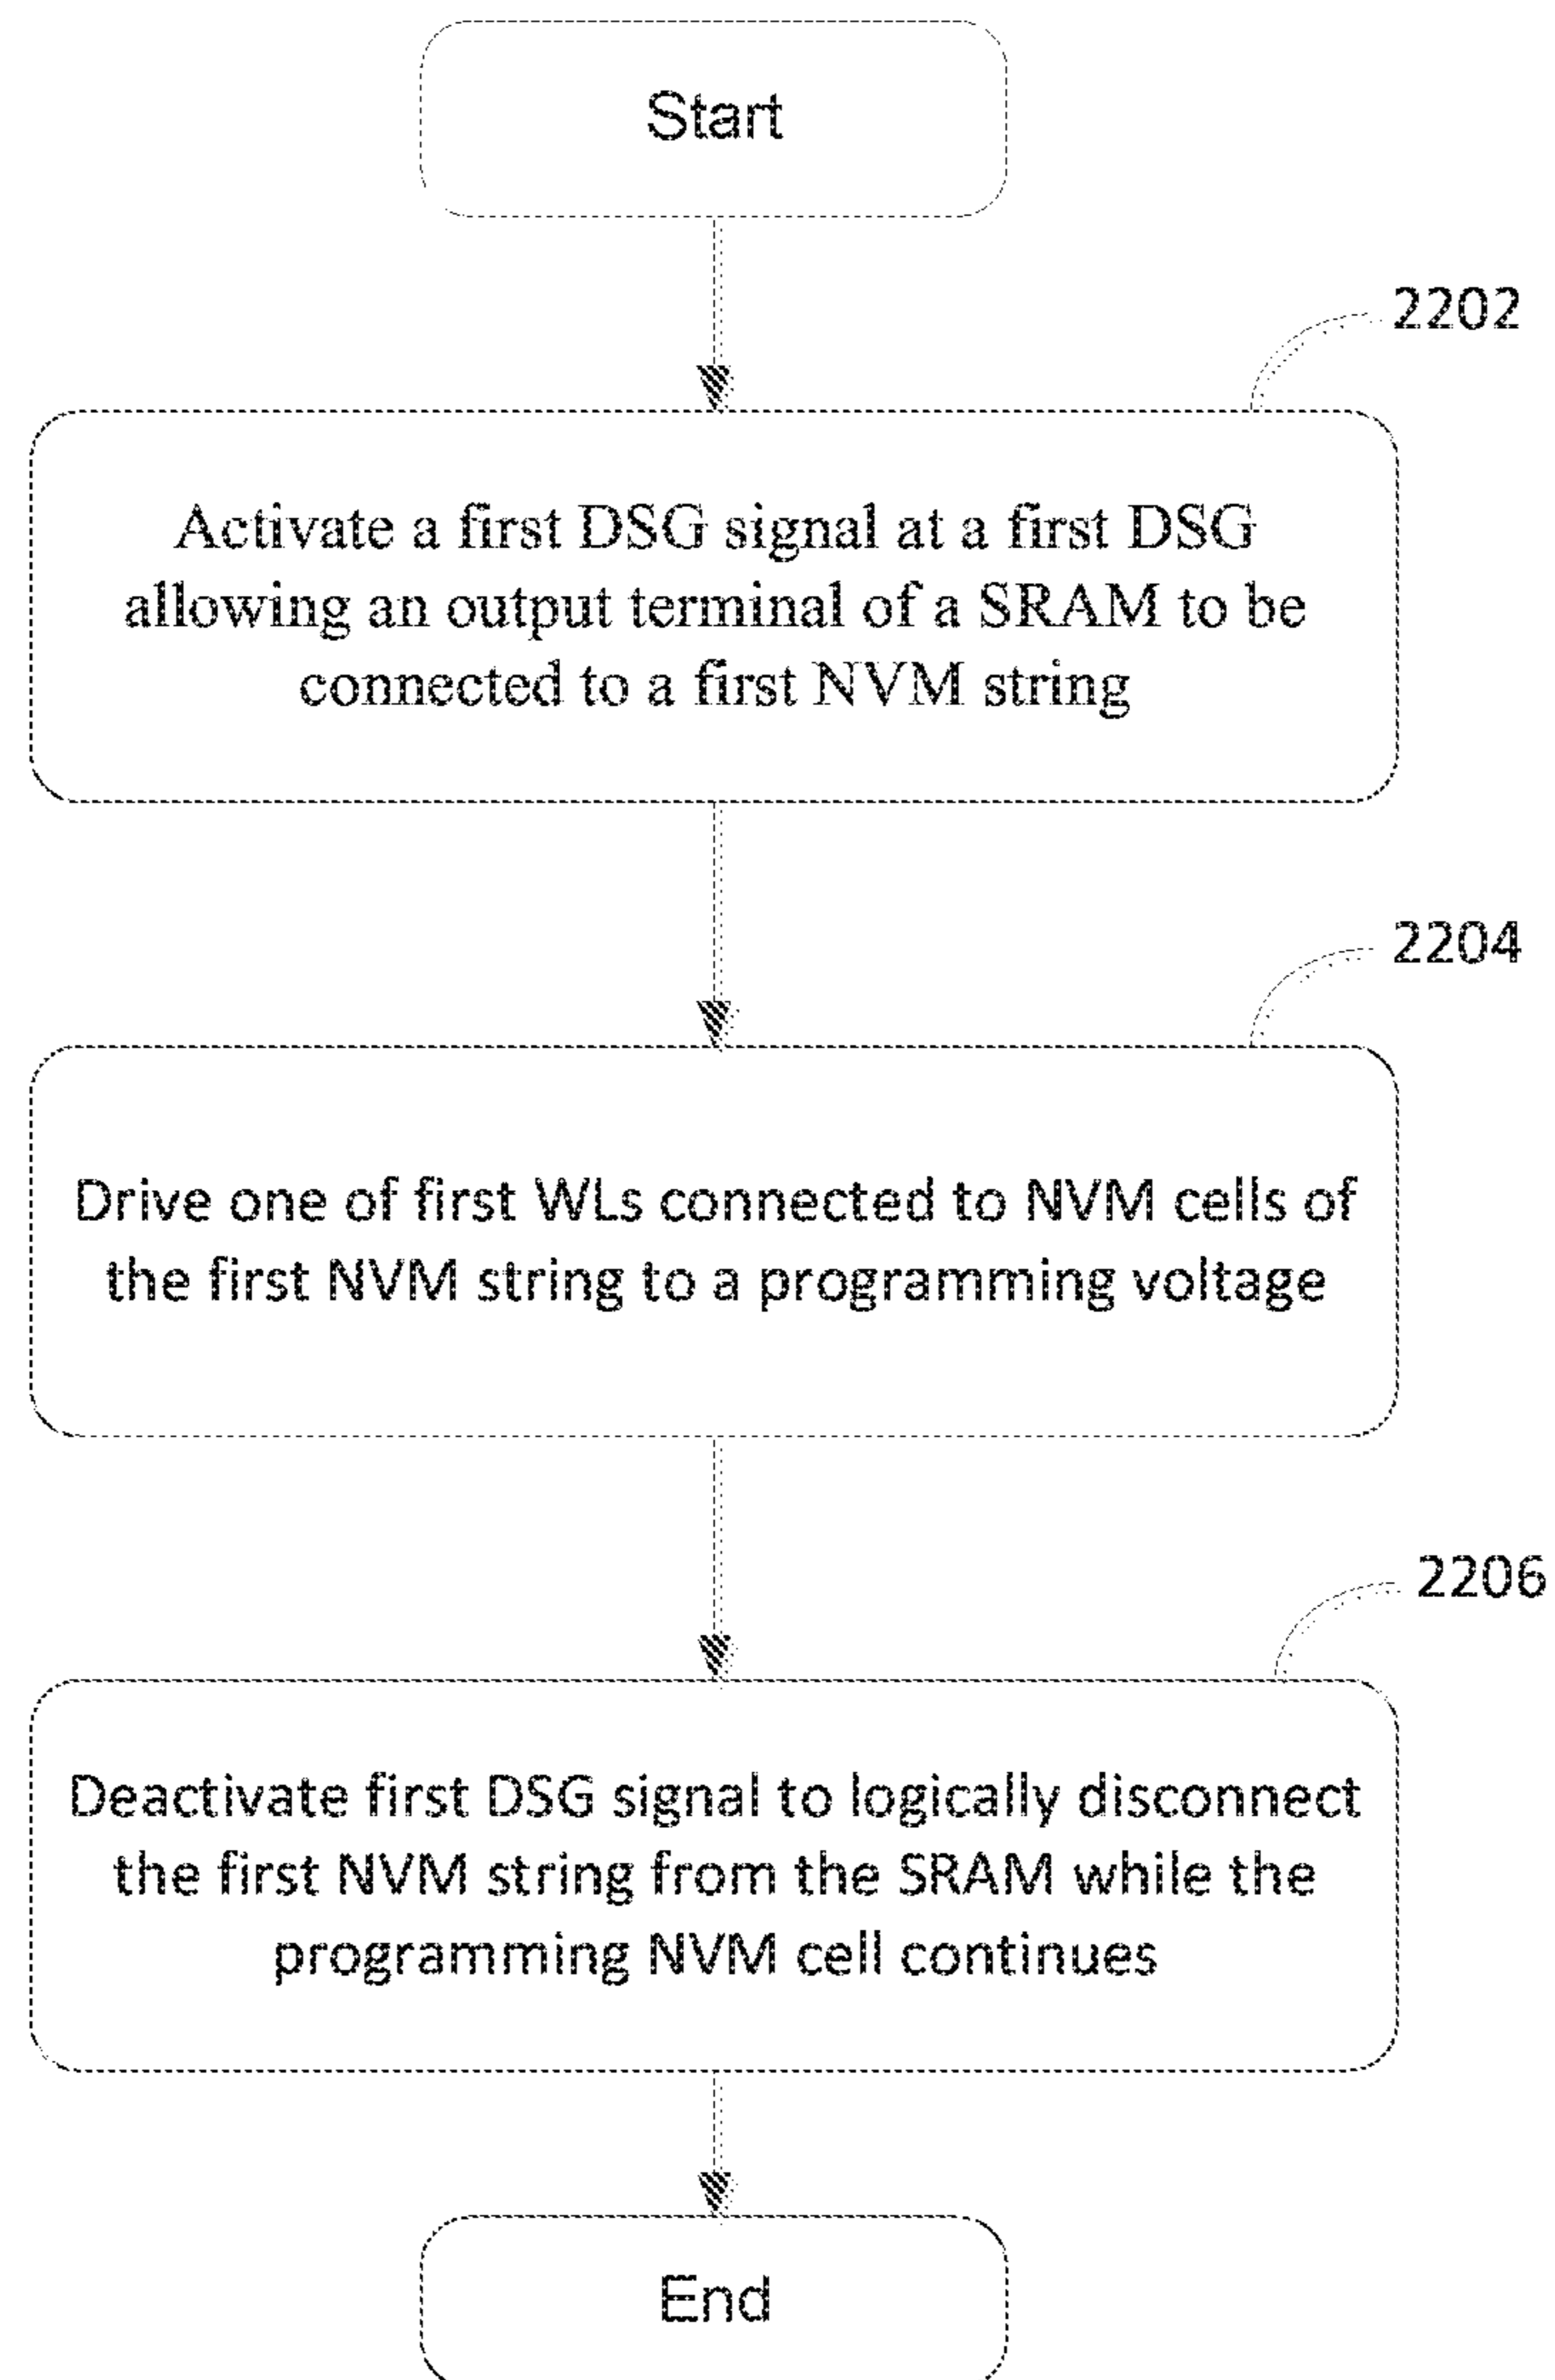 Start
2202
Activate a first DSG signal at a first DSG
allowing an output terminal of a SRAM to be
connected to a first NVM string
2204
Drive one of first WLs connected to NVM cells of
the first NVM string to a programming voltage
2206
Deactivate first DSG signal to logically disconnect
the first NVM string from the SRAM while the
programming NVM cell continues
End